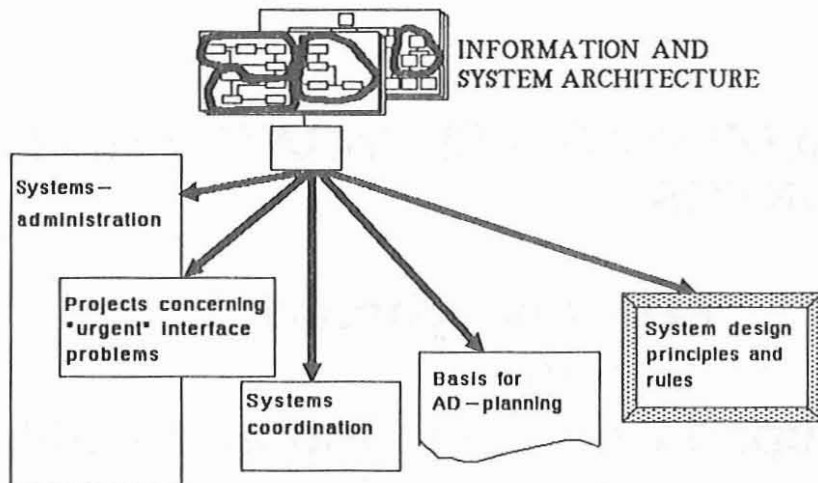 INFORMATION AND
SYSTEM ARCHITECTURE
Systems—
administration
Projects concerning
"urgent" interface
problems
Systems
coordination
Basis for
AD—planning
System design
principles and
rules